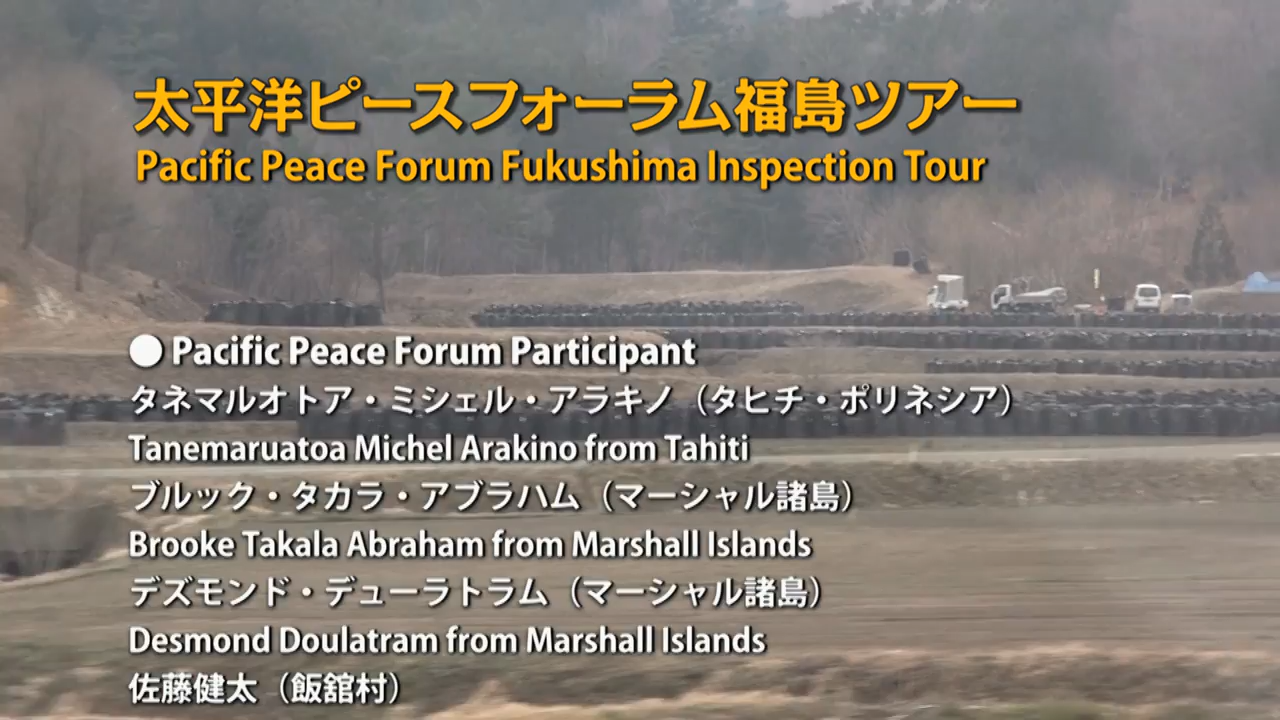 太平洋ピースフォーラム福島ツアー
Pacific Peace Forum Fukushima Inspection Tour
● Pacific Peace Forum Participant
タネマルオトア・ミシェル・アラキノ（タヒチ・ポリネシア）
Tanemaruatoa Michel Arakino from Tahiti
ブルック・タカラ・アブラハム（マーシャル諸島）
Brooke Takala Abraham from Marshall Islands
デズモンド・デューラトラム（マーシャル諸島）
Desmond Doulatram from Marshall Islands
佐藤健太（飯舘村）